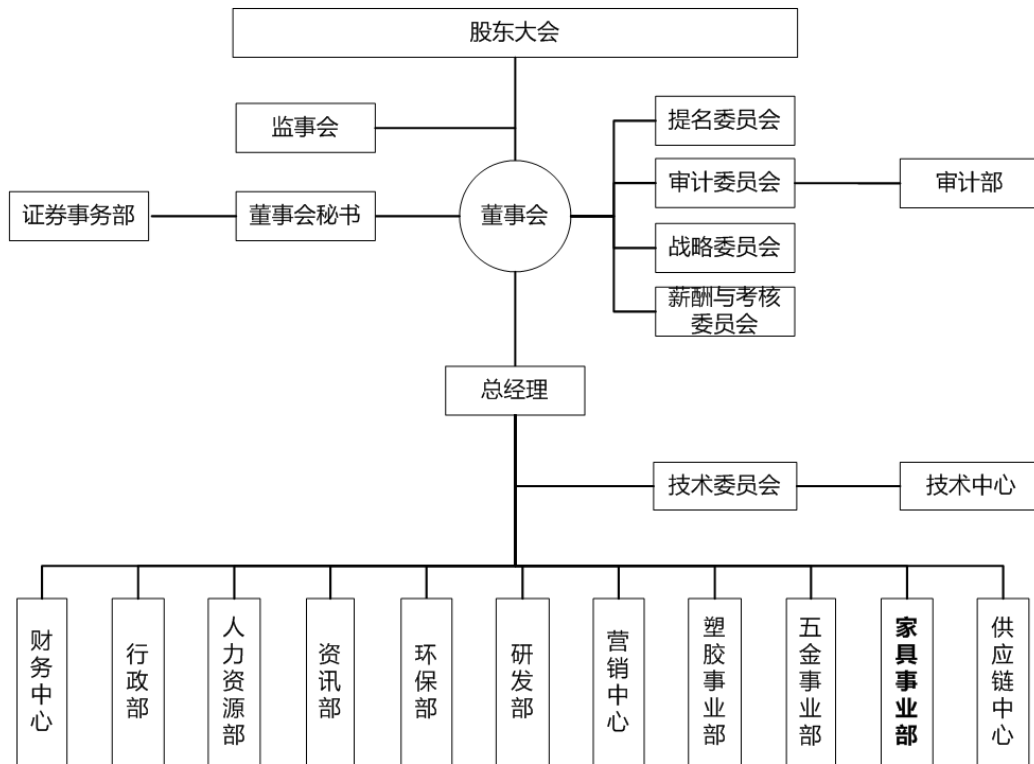 股东大会
监事会
提名委员会
审计委员会
审计部
证券事务部
董事会秘书
董事会
战略委员会
薪酬与考核
委员会
总经理
技术委员会
技术中心
财务中心
行政部
人力资源部
资讯部
环保部
研发部
营销中心
塑胶事业部
五金事业部
家具事业部
供应链中心